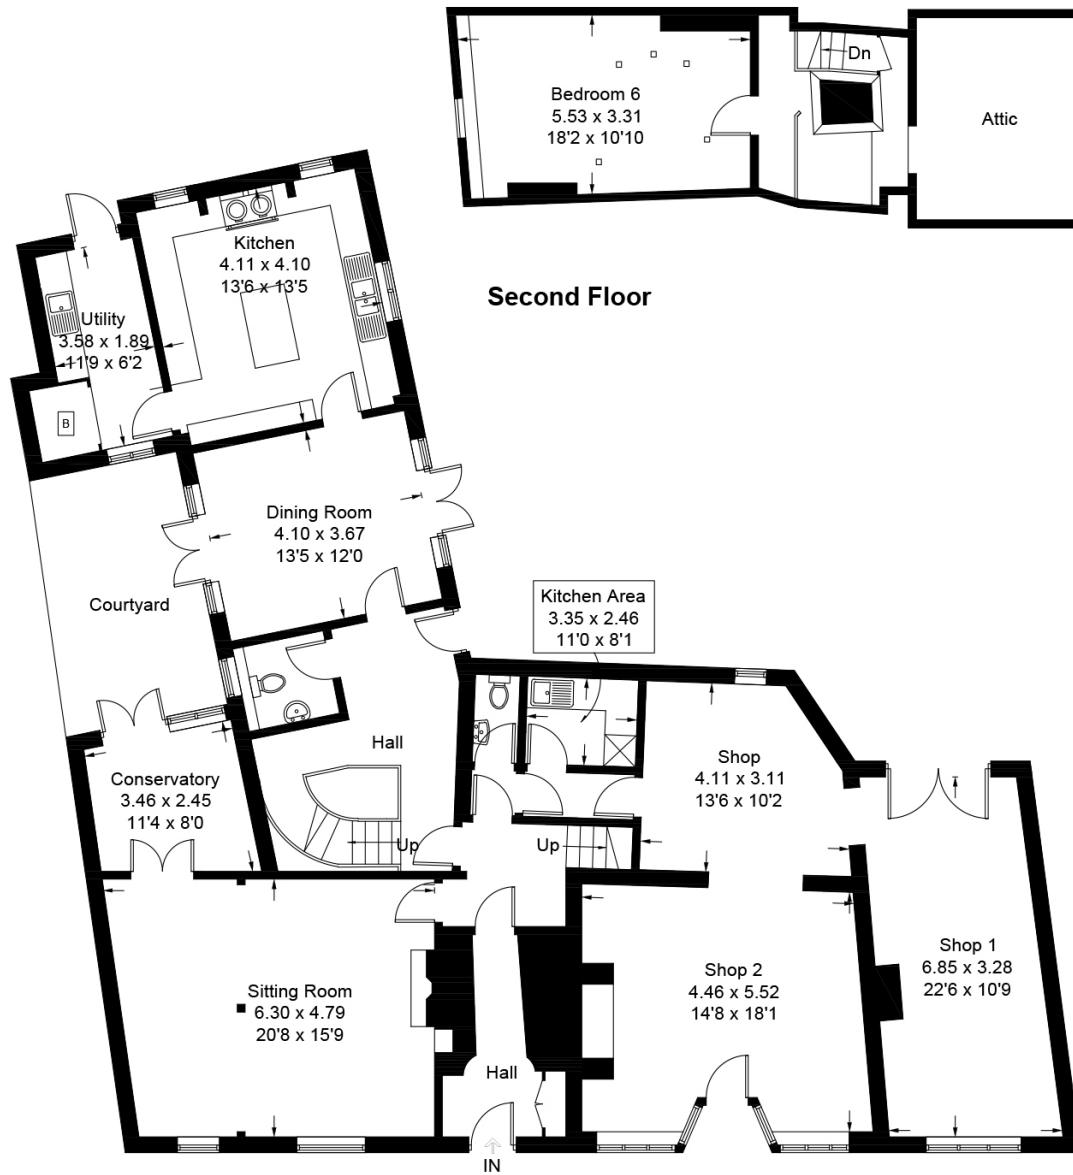 Bedroom 6
5.53 x 3.31
18'2 x 10'10
Dn
Attic
Second Floor
Kitchen
4.11 x 4.10
13'6 x 13'5
Utility
3.58 x 1.89
11'9 x 6'2
B
Dining Room
4.10 x 3.67
13'5 x 12'0
Courtyard
Kitchen Area
3.35 x 2.46
11'0 x 8'1
Hall
Shop
4.11 x 3.11
13'6 x 10'2
Conservatory
3.46 x 2.45
11'4 x 8'0
Up
Up
Sitting Room
6.30 x 4.79
20'8 x 15'9
Shop 2
4.46 x 5.52
14'8 x 18'1
Shop 1
6.85 x 3.28
22'6 x 10'9
Hall
IN